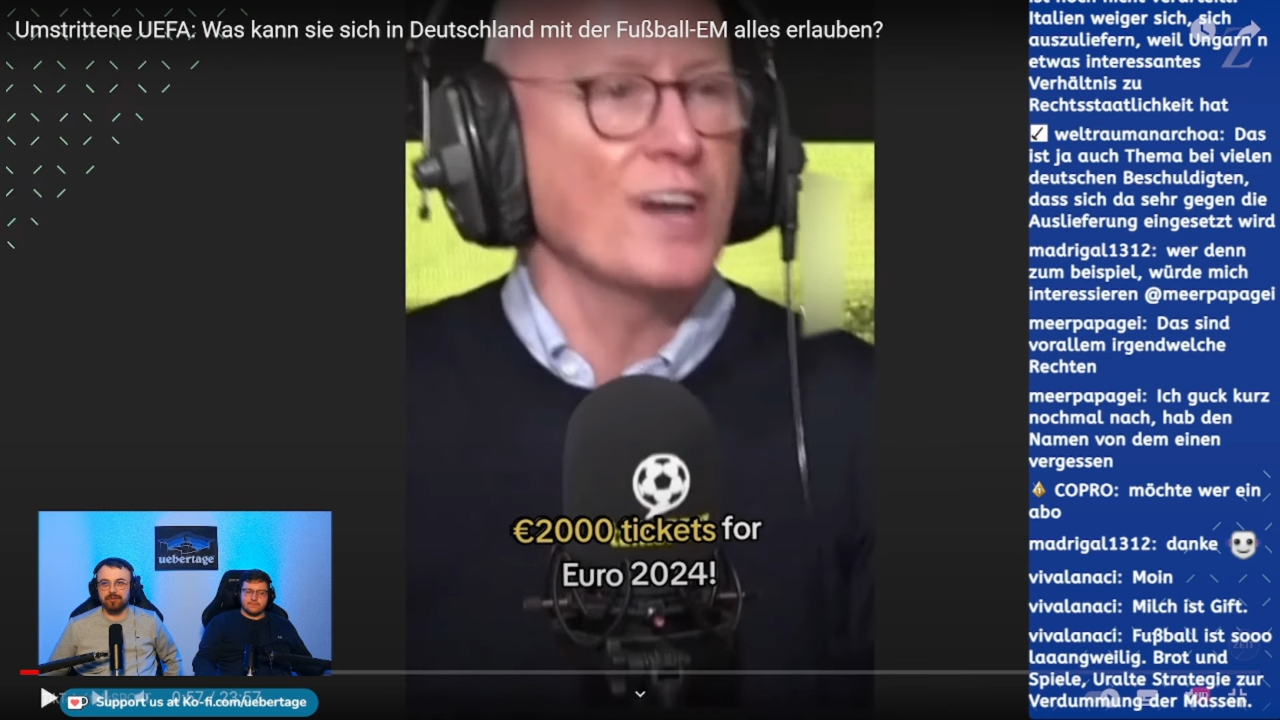 Umstrittene UEFA: Was kann sie sich in Deutschland mit der Fußball-EM alles erlauben?
Italien weiger sich, sich
auszuliefern, weil Ungarn n
etwas interessantes
Verhältnis zu
Rechtsstaatlichkeit hat
weltraumanarchoa: Das
ist ja auch Thema bei vielen
deutschen Beschuldigten,
dass sich da sehr gegen die
Auslieferung eingesetzt wird
madrigal1312: wer denn
zum beispiel, würde mich
interessieren @meerpapagei
meerpapagei: Das sind
vorallem irgendwelche
Rechten
meerpapagei: Ich guck kurz
nochmal nach, hab den
Namen von dem einen
vergessen
COPRO: möchte wer ein
abo
madrigal1312: danke
vivalanaci: Moin
vivalanaci: Milch ist Gift.
vivalanaci: Fußball ist sooo
laaangweilig. Brot und
Spiele, Uralte Strategie zur
Verdummung der Massen.
€2000 tickets for
Euro 2024!
uebertage
0:57 / 23:57
Support us at Ko-fi.com/uebertage